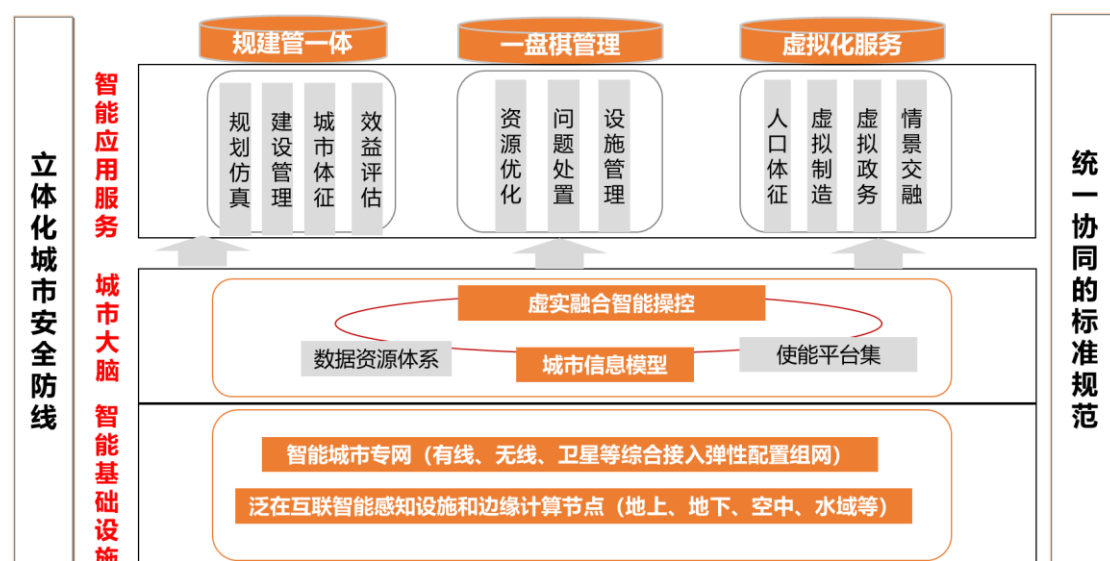 规建管一体
一盘棋管理
虚拟化服务
立体化城市安全防线
智能应用服务
规划仿真
建设管理
城市体征
效益评估
资源优化
问题处置
设施管理
人口体征
虚拟制造
虚拟政务
情景交融
统一协同的标准规范
城市大脑
虚实融合智能操控
数据资源体系
城市信息模型
使能平台集
智能基础设施
智能城市专网（有线、无线、卫星等综合接入弹性配置组网）
泛在互联智能感知设施和边缘计算节点（地上、地下、空中、水域等）